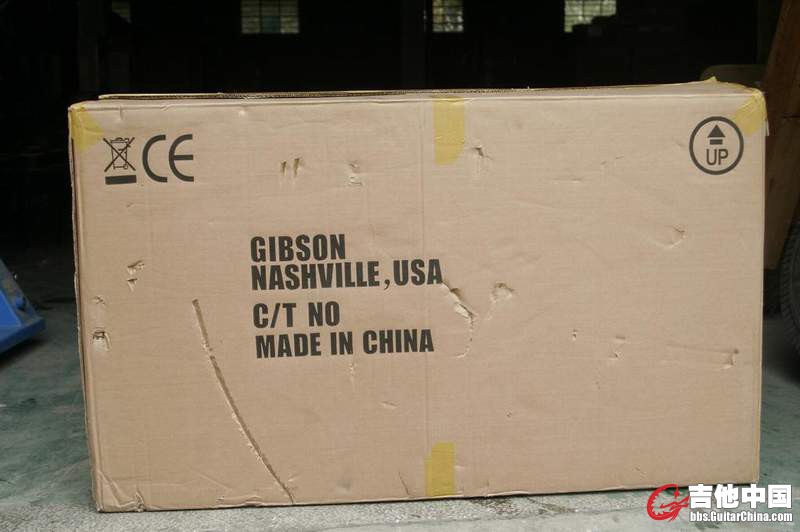 CE
UP
GIBSON
NASHVILLE, USA
C/T NO
MADE IN CHINA
吉他中国
bbs.GuitarChina.com